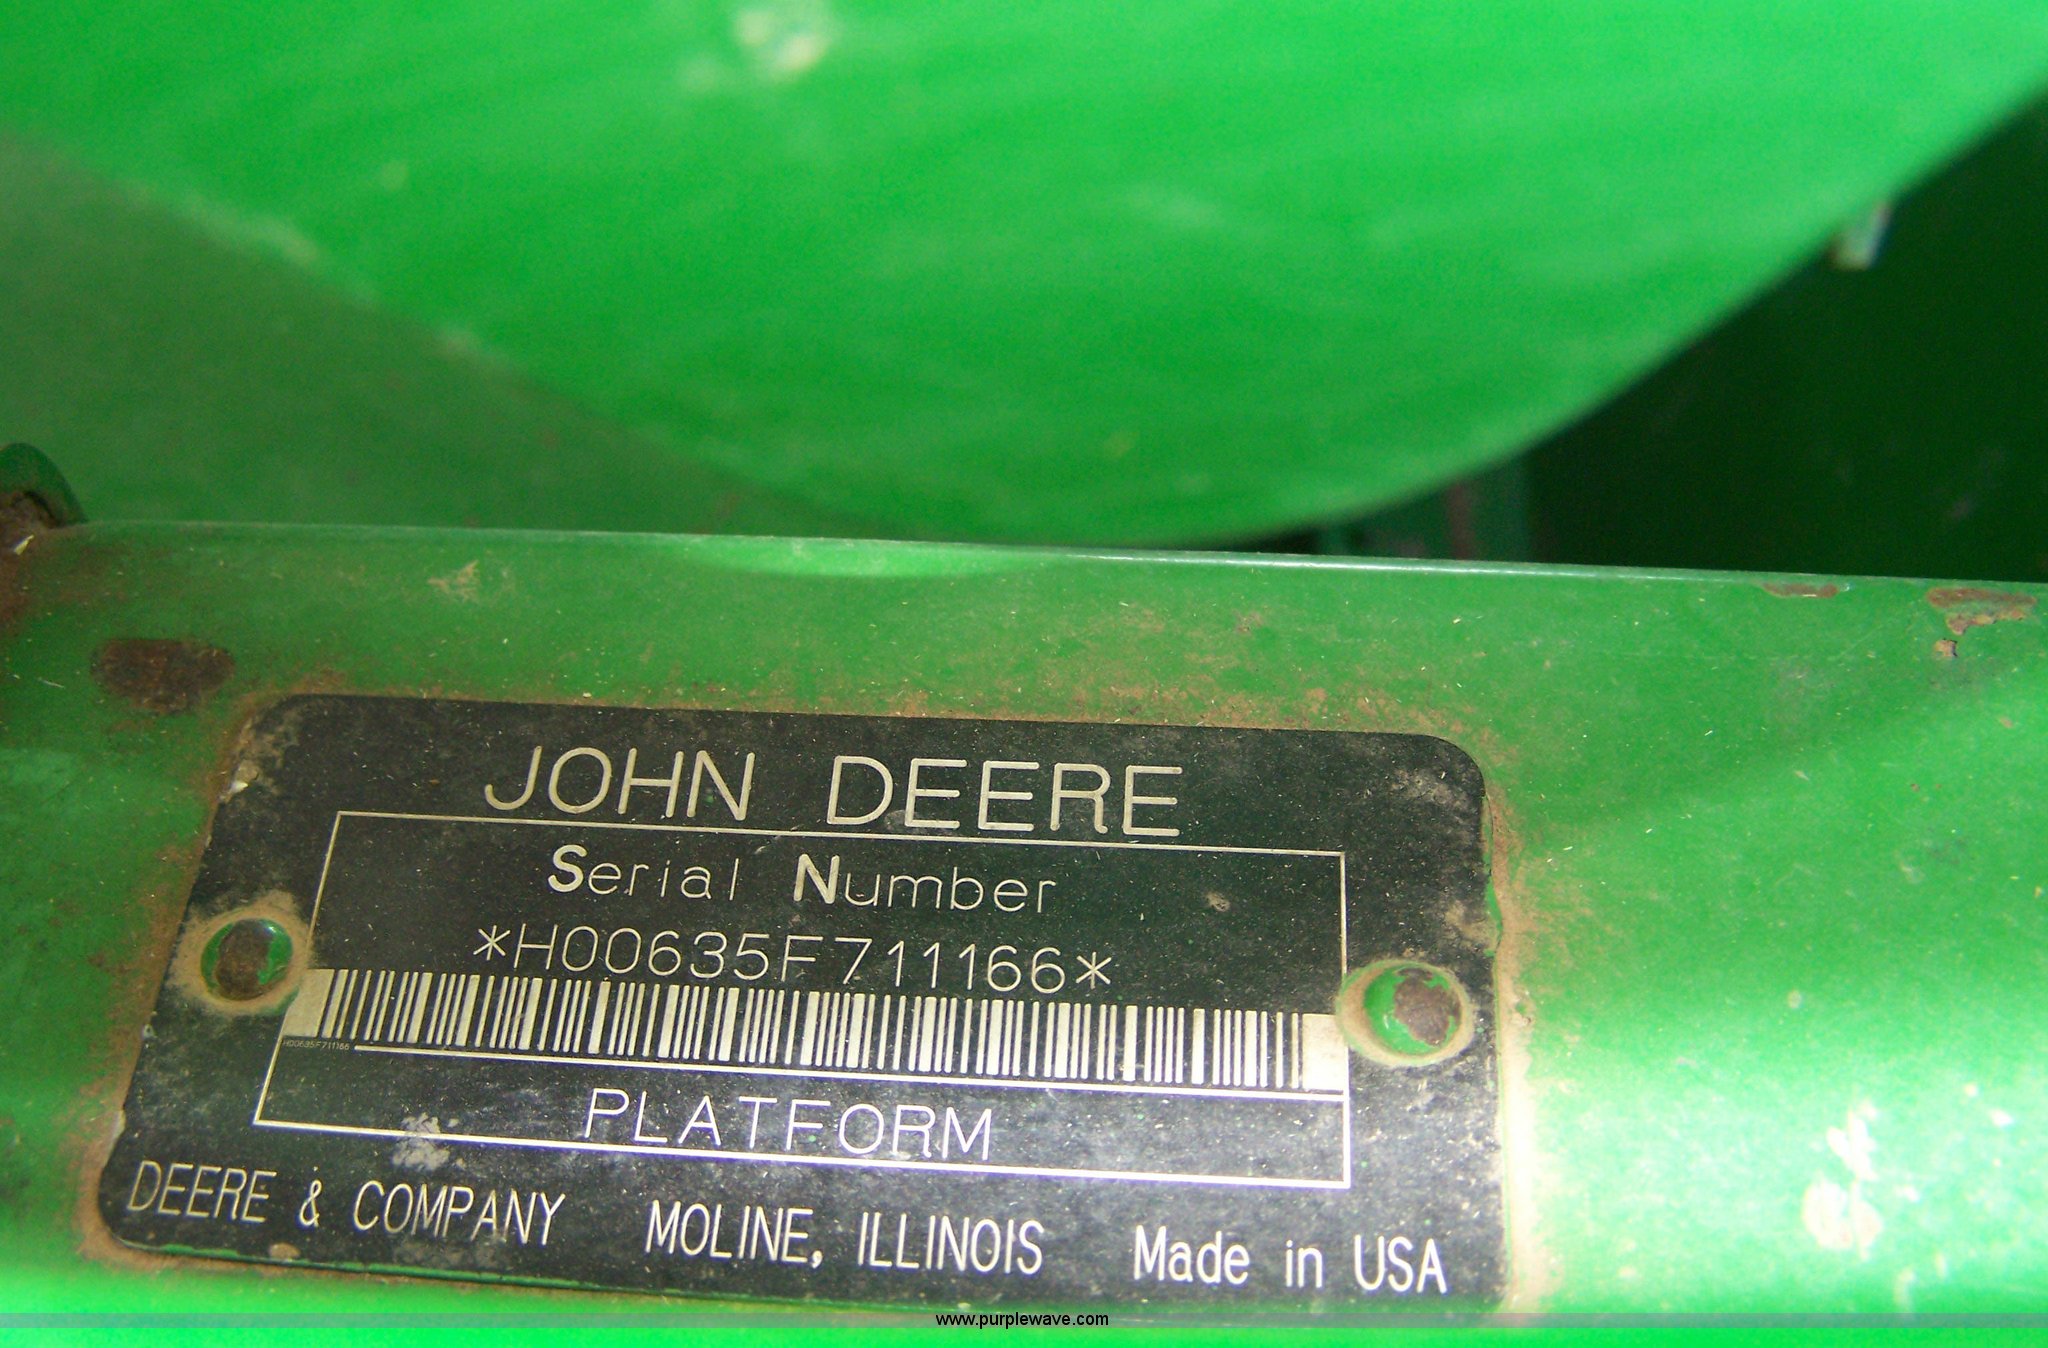 JOHN DEERE
Serial Number
*H00635F711166*
H00635F711166
PLATFORM
DEERE & COMPANY MOLINE, ILLINOIS Made in USA
www.purplewave.com